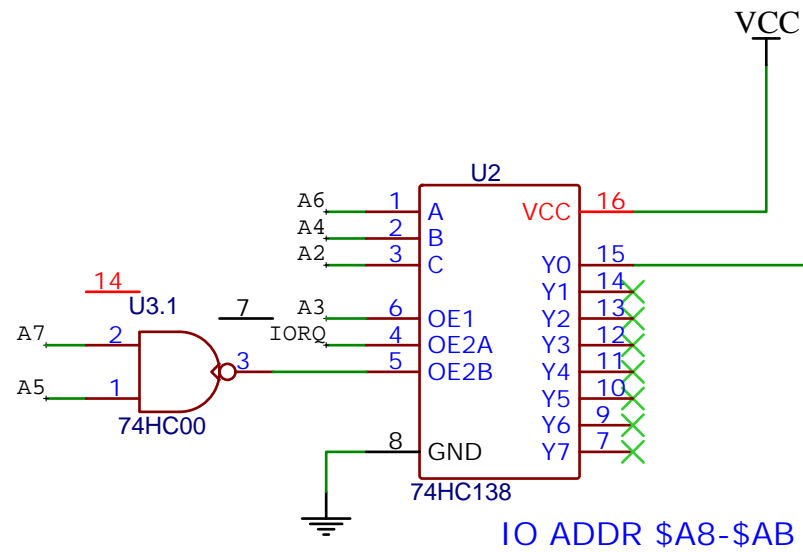 VCC
U2
A6 1 A VCC 16
A4 2 B
A2 3 C Y0 15
14 Y1 14
U3.1 7 A3 6 OE1 Y2 13
A7 2 3 IORQ 4 OE2A Y3 12
5 OE2B Y4 11
A5 1 Y5 10
74HC00 Y6 9
8 GND Y7 7
74HC138
IO ADDR $A8-$AB